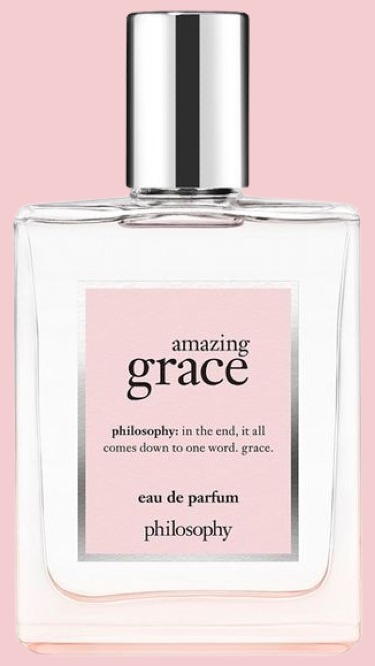 amazing
grace
philosophy: in the end, it all
comes down to one word. grace.
eau de parfum
philosophy